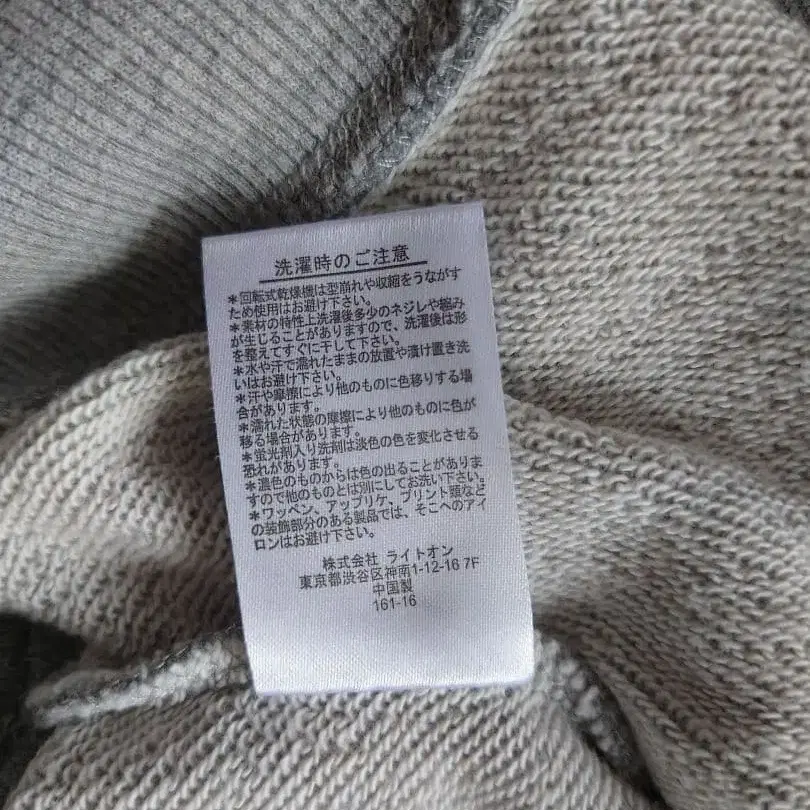 洗濯時のご注意
＊回転式乾燥機は型崩れや収縮をうながす
ため使用はお避け下さい。
＊素材の特性上洗濯後多少のネジレや縮み
が生じることがありますので、洗濯後は形
を整えてすぐに干して下さい。
＊水や汗で濡れたままの放置や漬け置き洗
いはお避け下さい。
＊汗や摩擦により他のものに色移りする場
合があります。
＊濡れた状態の摩擦により他のものに色が
移る場合があります。
＊蛍光剤入り洗剤は淡色の色を変化させる
恐れがあります。
＊濃色のものからは色の出ることがありま
すので他のものとは別にしてお洗い下さい。
＊ワッペン、アップリケ、プリント類など
の装飾部分のある製品では、そこへのアイ
ロンはお避け下さい。
株式会社 ライトオン
東京都渋谷区神南1-12-16 7F
中国製
161-16